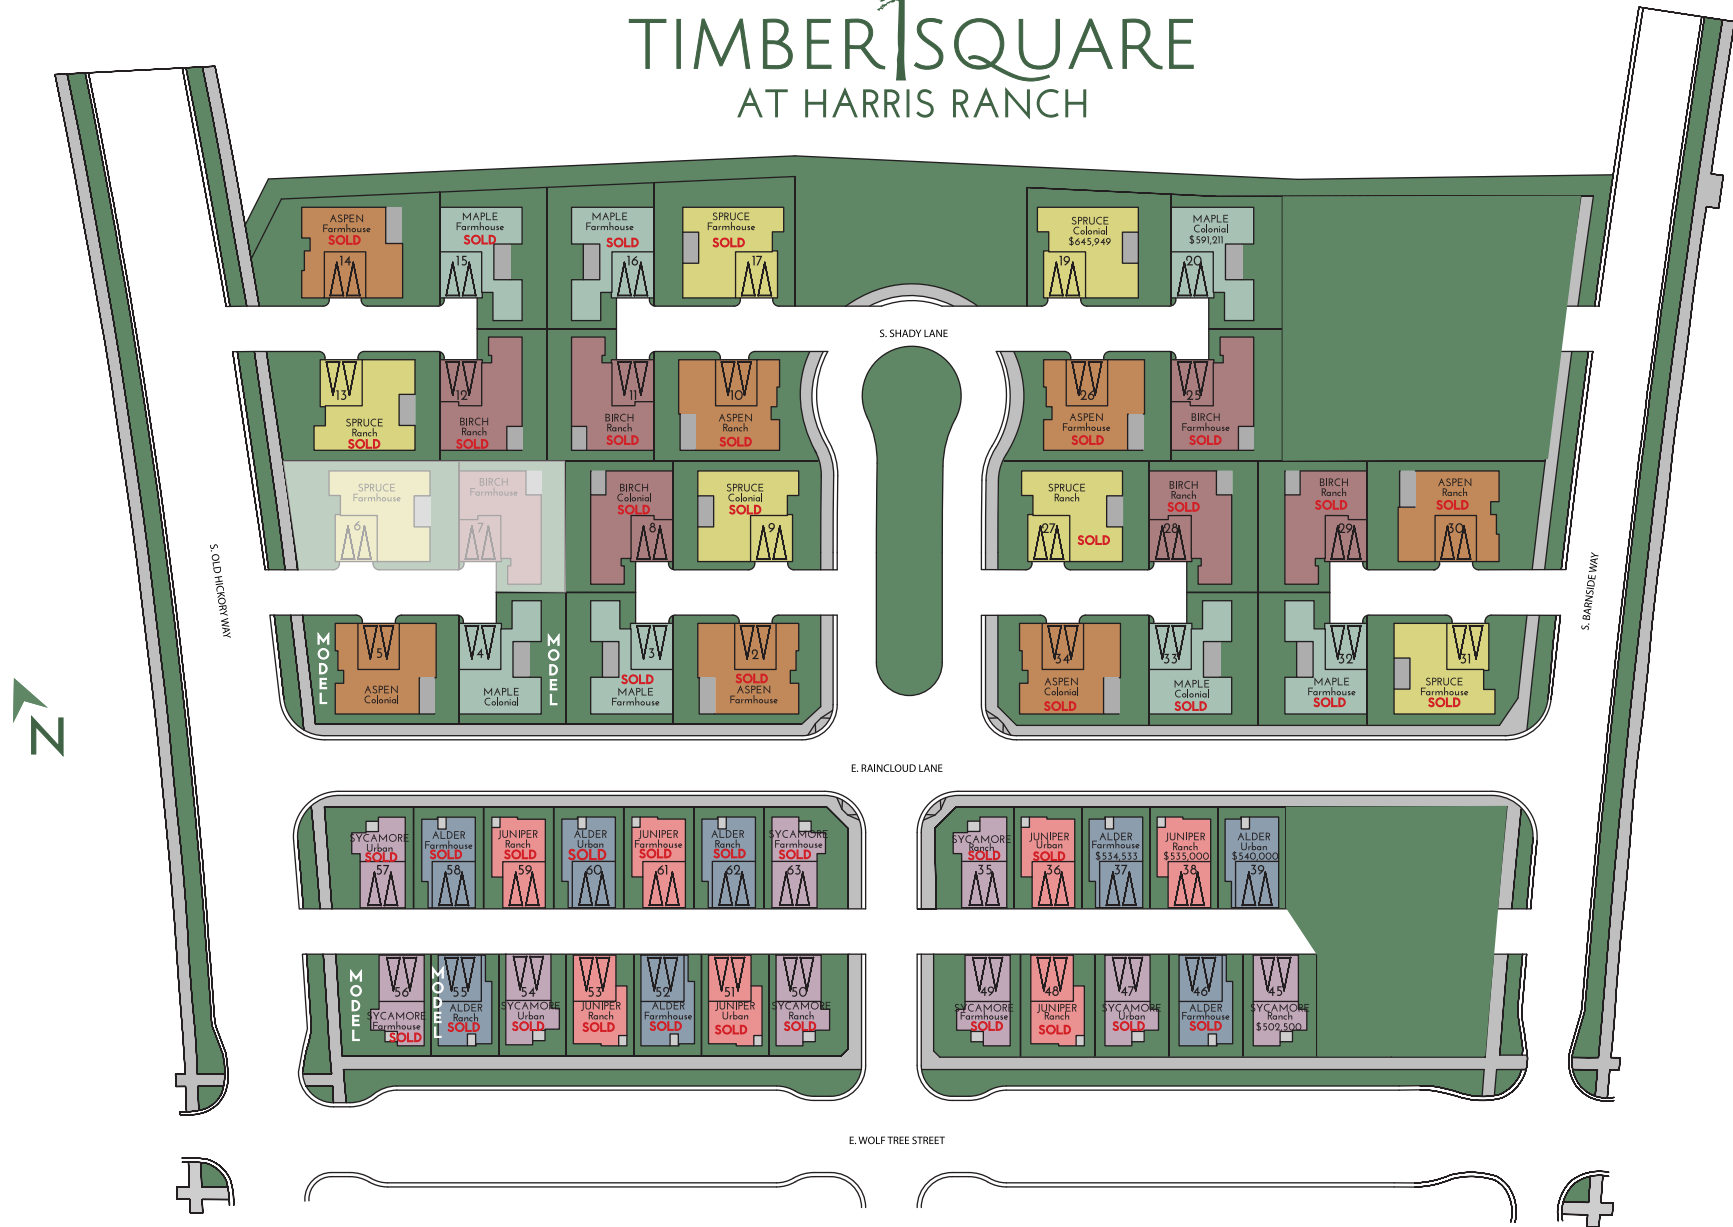 TIMBER SQUARE
AT HARRIS RANCH
ASPEN
Farmhouse
SOLD
14
MAPLE
Farmhouse
SOLD
15
MAPLE
Farmhouse
SOLD
16
SPRUCE
Farmhouse
SOLD
17
SPRUCE
Colonial
$645,949
19
MAPLE
Colonial
$591,211
20
S. SHADY LANE
13
SPRUCE
Ranch
SOLD
12
BIRCH
Ranch
SOLD
11
BIRCH
Ranch
SOLD
10
ASPEN
Ranch
SOLD
26
ASPEN
Farmhouse
SOLD
25
BIRCH
Farmhouse
SOLD
SPRUCE
Farmhouse
6
BIRCH
Farmhouse
7
BIRCH
Colonial
SOLD
8
SPRUCE
Colonial
SOLD
9
SPRUCE
Ranch
27
SOLD
BIRCH
Ranch
SOLD
28
BIRCH
Ranch
SOLD
29
ASPEN
Ranch
SOLD
30
S. OLD HICKORY WAY
S. BARNSIDE WAY
MODEL
5
ASPEN
Colonial
4
MAPLE
Colonial
MODEL
3
SOLD
MAPLE
Farmhouse
2
SOLD
ASPEN
Farmhouse
34
ASPEN
Colonial
SOLD
33
MAPLE
Colonial
SOLD
32
MAPLE
Farmhouse
SOLD
31
SPRUCE
Farmhouse
SOLD
N
E. RAINCLOUD LANE
SYCAMORE
Urban
SOLD
57
ALDER
Farmhouse
SOLD
58
JUNIPER
Ranch
SOLD
59
ALDER
Urban
SOLD
60
JUNIPER
Farmhouse
SOLD
61
ALDER
Ranch
SOLD
62
SYCAMORE
Farmhouse
SOLD
63
SYCAMORE
Ranch
SOLD
35
JUNIPER
Urban
SOLD
36
ALDER
Farmhouse
$534,533
37
JUNIPER
Ranch
$535,000
38
ALDER
Urban
$540,000
39
MODEL
56
SYCAMORE
Farmhouse
SOLD
MODEL
55
ALDER
Ranch
SOLD
54
SYCAMORE
Urban
SOLD
53
JUNIPER
Ranch
SOLD
52
ALDER
Farmhouse
SOLD
51
JUNIPER
Urban
SOLD
50
SYCAMORE
Ranch
SOLD
49
SYCAMORE
Farmhouse
SOLD
48
JUNIPER
Ranch
SOLD
47
SYCAMORE
Urban
SOLD
46
ALDER
Farmhouse
SOLD
45
SYCAMORE
Ranch
$502,500
E. WOLF TREE STREET